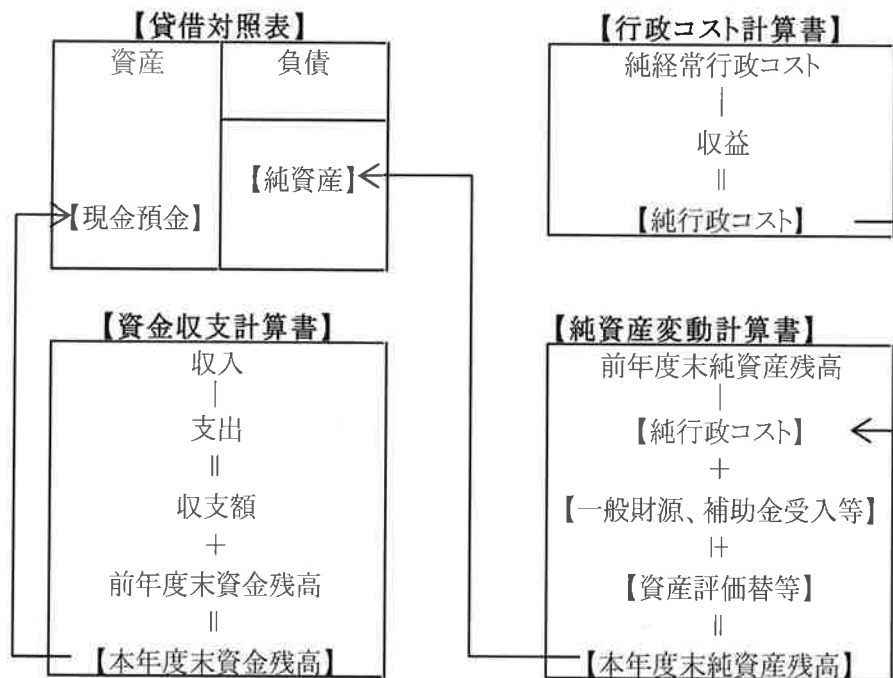 【貸借対照表】
資産
負債
【純資産】
【現金預金】
【行政コスト計算書】
純経常行政コスト
|
収益
||
【純行政コスト】
【資金収支計算書】
収入
|
支出
||
収支額
+
前年度末資金残高
||
【本年度末資金残高】
【純資産変動計算書】
前年度末純資産残高
|
【純行政コスト】
+
【一般財源、補助金受入等】
|+
【資産評価替等】
||
【本年度末純資産残高】